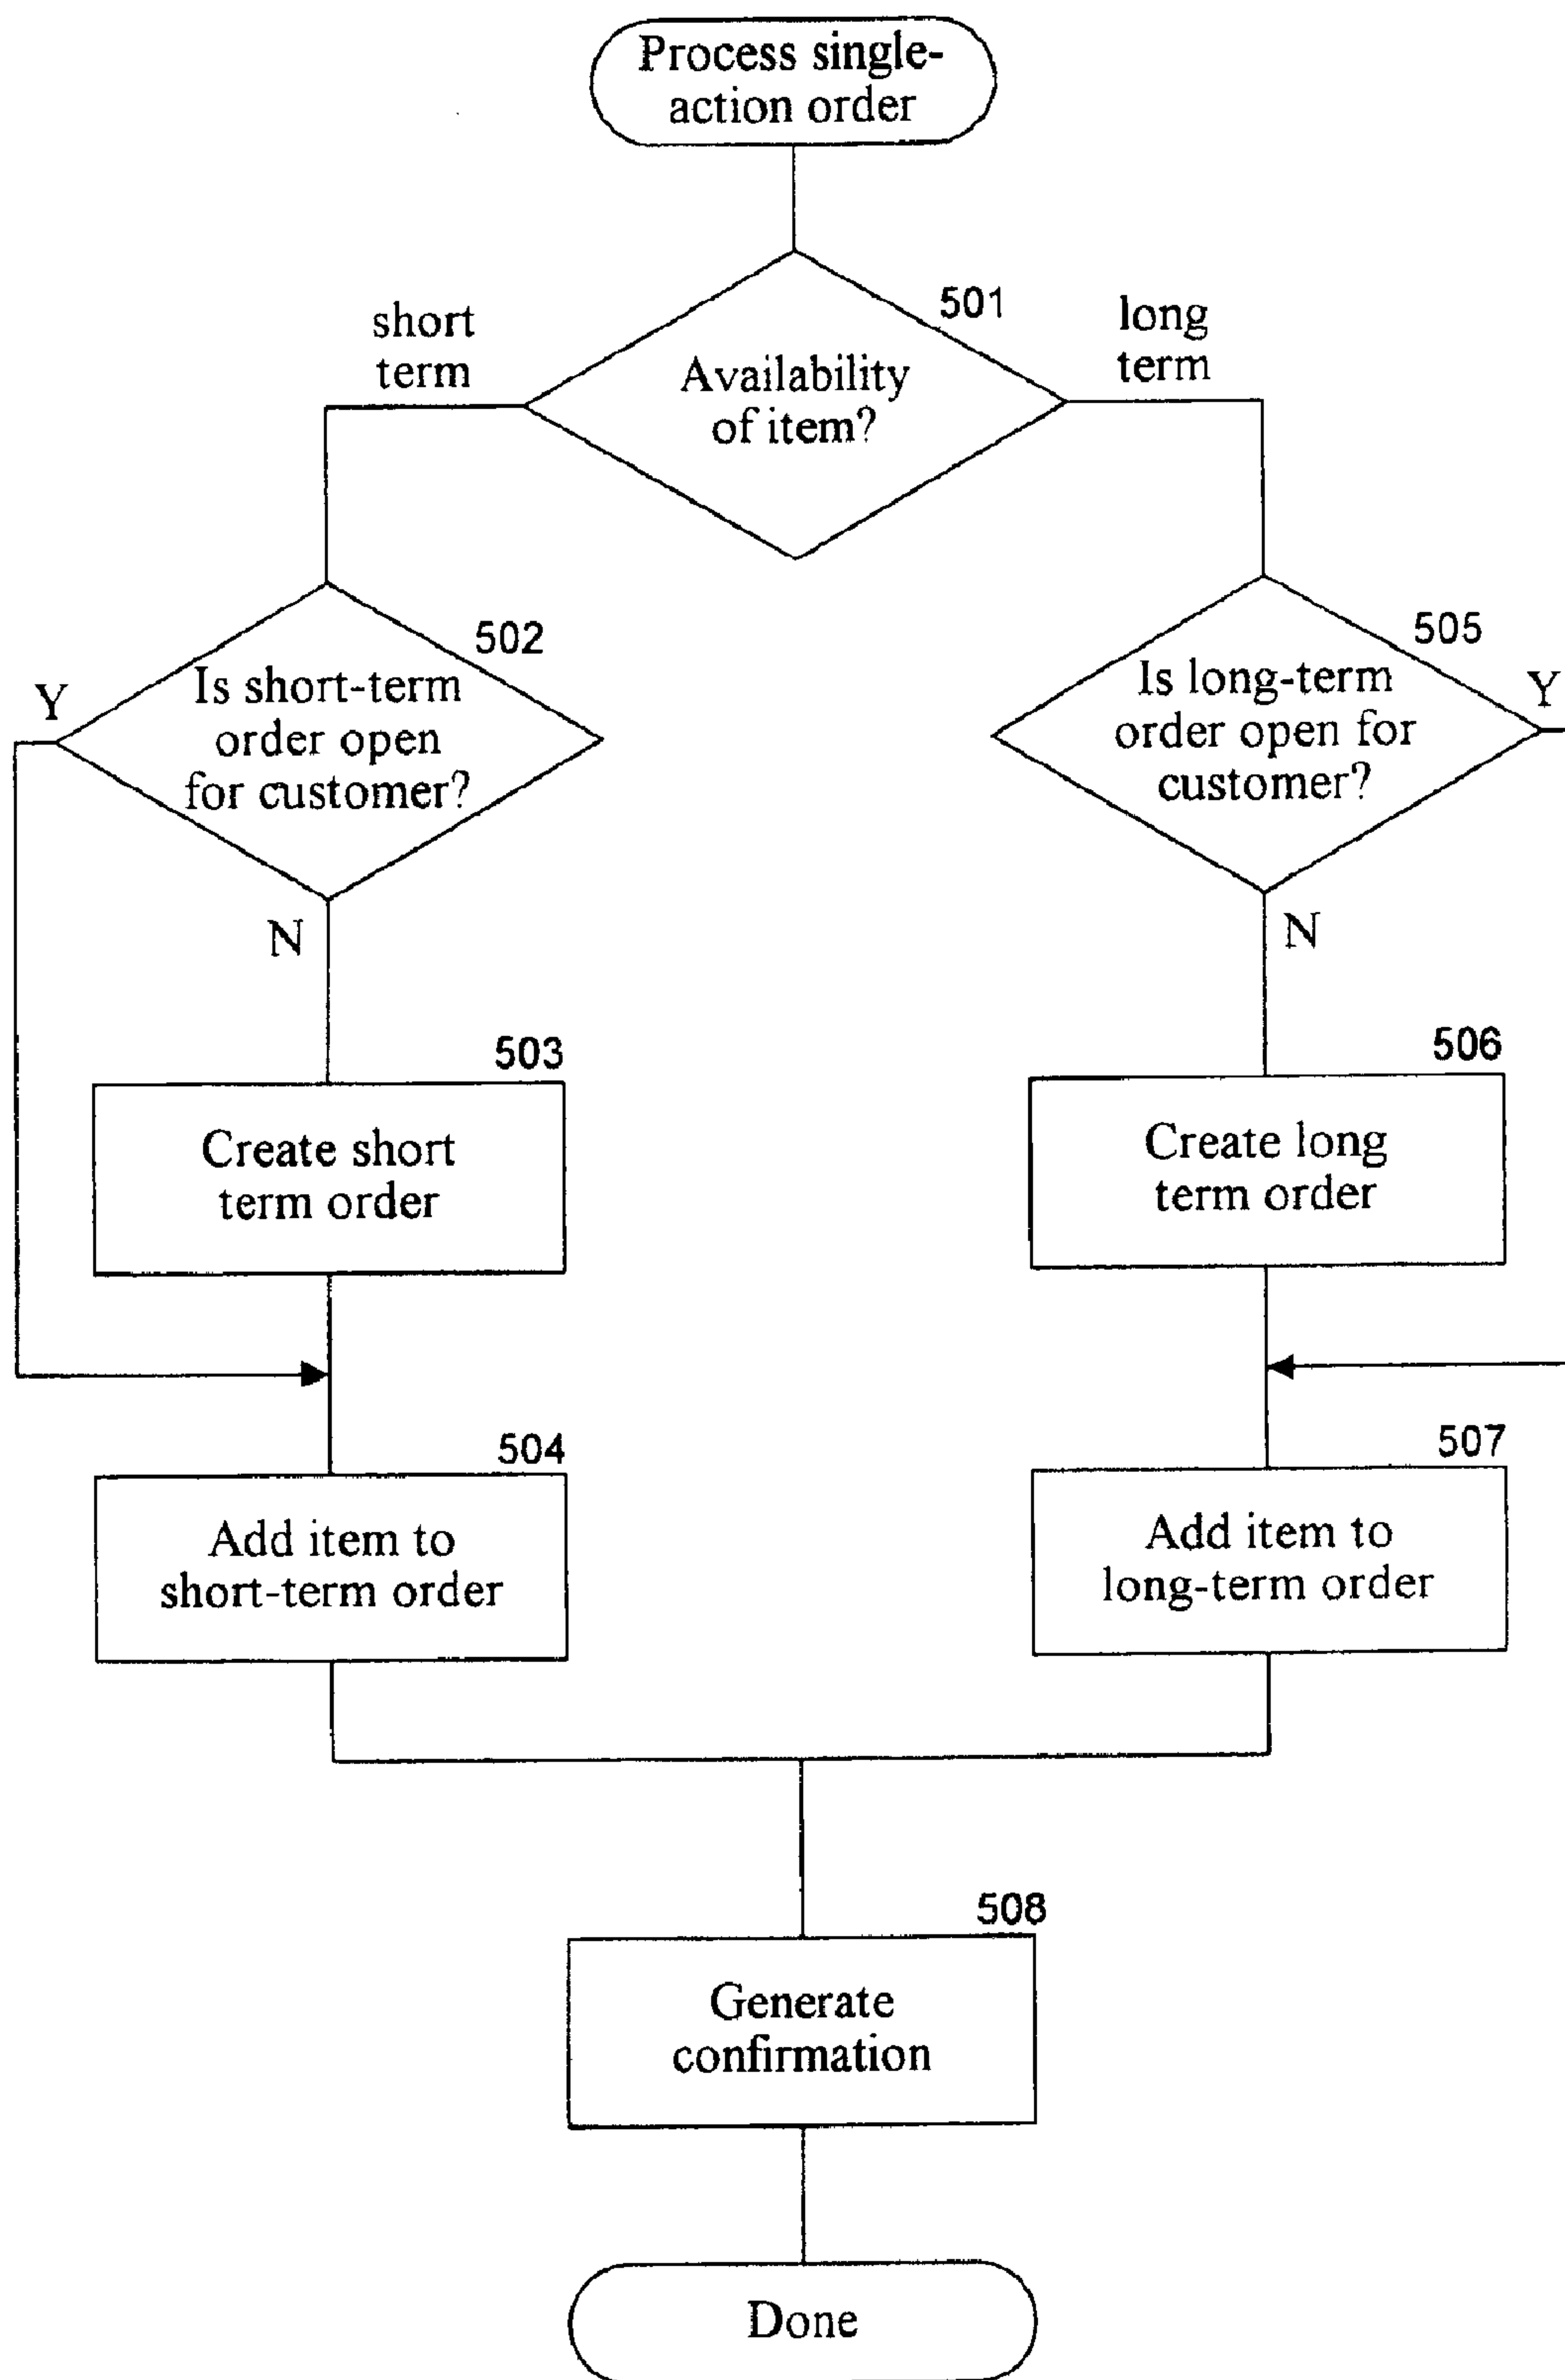 Process single-
action order
501
short
term
long
term
Availability
of item?
502
Y
Is short-term
order open
for customer?
N
505
Y
Is long-term
order open for
customer?
N
503
Create short
term order
506
Create long
term order
504
Add item to
short-term order
507
Add item to
long-term order
508
Generate
confirmation
Done